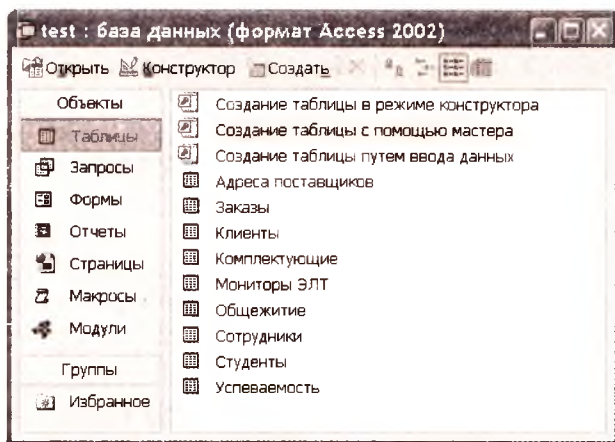 test : база данных (формат Access 2002)
Открыть Конструктор Создать
Объекты
Таблицы
Запросы
Формы
Отчеты
Страницы
Макросы
Модули
Группы
Избранное
Создание таблицы в режиме конструктора
Создание таблицы с помощью мастера
Создание таблицы путем ввода данных
Адреса поставщиков
Заказы
Клиенты
Комплектующие
Мониторы ЭЛТ
Общежитие
Сотрудники
Студенты
Успеваемость